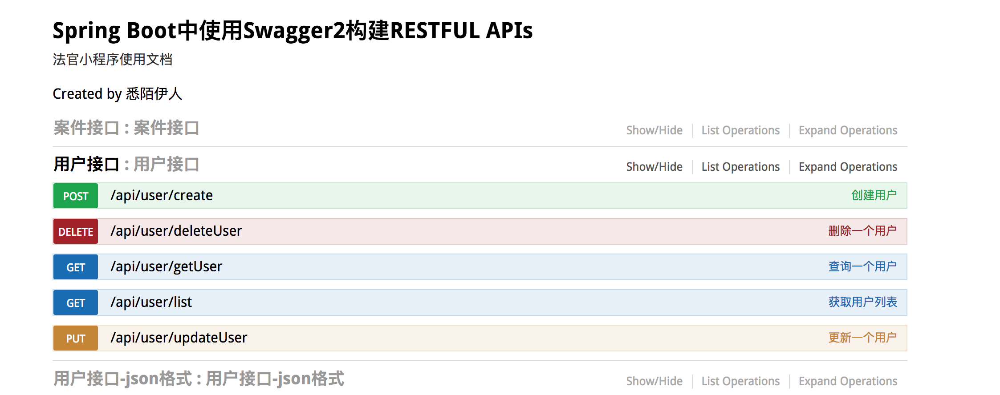 Spring Boot中使用Swagger2构建RESTFUL APIs
法官小程序使用文档
Created by 悉陌伊人
案件接口 : 案件接口 Show/Hide List Operations Expand Operations
用户接口 : 用户接口 Show/Hide List Operations Expand Operations
POST /api/user/create 创建用户
DELETE /api/user/deleteUser 删除一个用户
GET /api/user/getUser 查询一个用户
GET /api/user/list 获取用户列表
PUT /api/user/updateUser 更新一个用户
用户接口-json格式 : 用户接口-json格式 Show/Hide List Operations Expand Operations